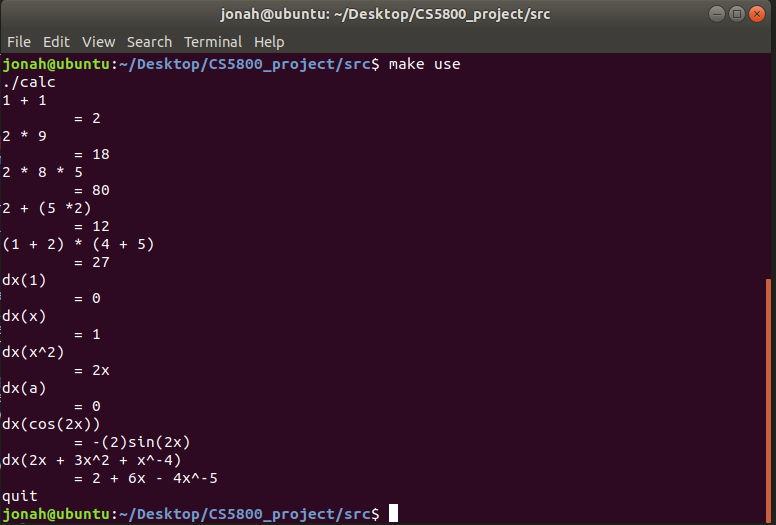 jonah@ubuntu: ~/Desktop/CS5800_project/src
File Edit View Search Terminal Help
jonah@ubuntu:~/Desktop/CS5800_project/src$ make use
./calc
1 + 1
= 2
2 * 9
= 18
2 * 8 * 5
= 80
2 + (5 *2)
= 12
(1 + 2) * (4 + 5)
= 27
dx(1)
= 0
dx(x)
= 1
dx(x^2)
= 2x
dx(a)
= 0
dx(cos(2x))
= -(2)sin(2x)
dx(2x + 3x^2 + x^-4)
= 2 + 6x - 4x^-5
quit
jonah@ubuntu:~/Desktop/CS5800_project/src$